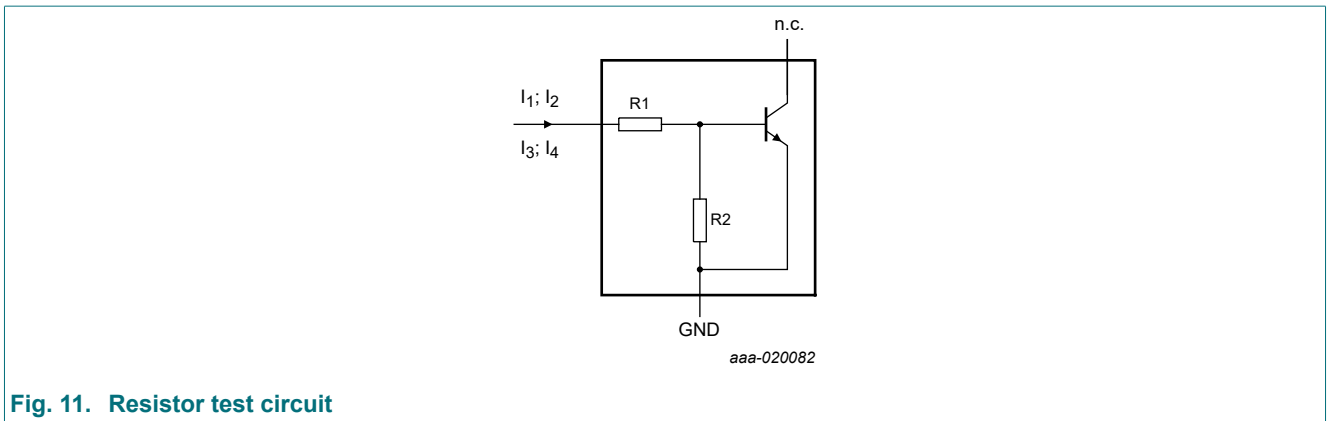 n.c.
I1; I2
R1
I3; I4
R2
GND
aaa-020082
Fig. 11. Resistor test circuit